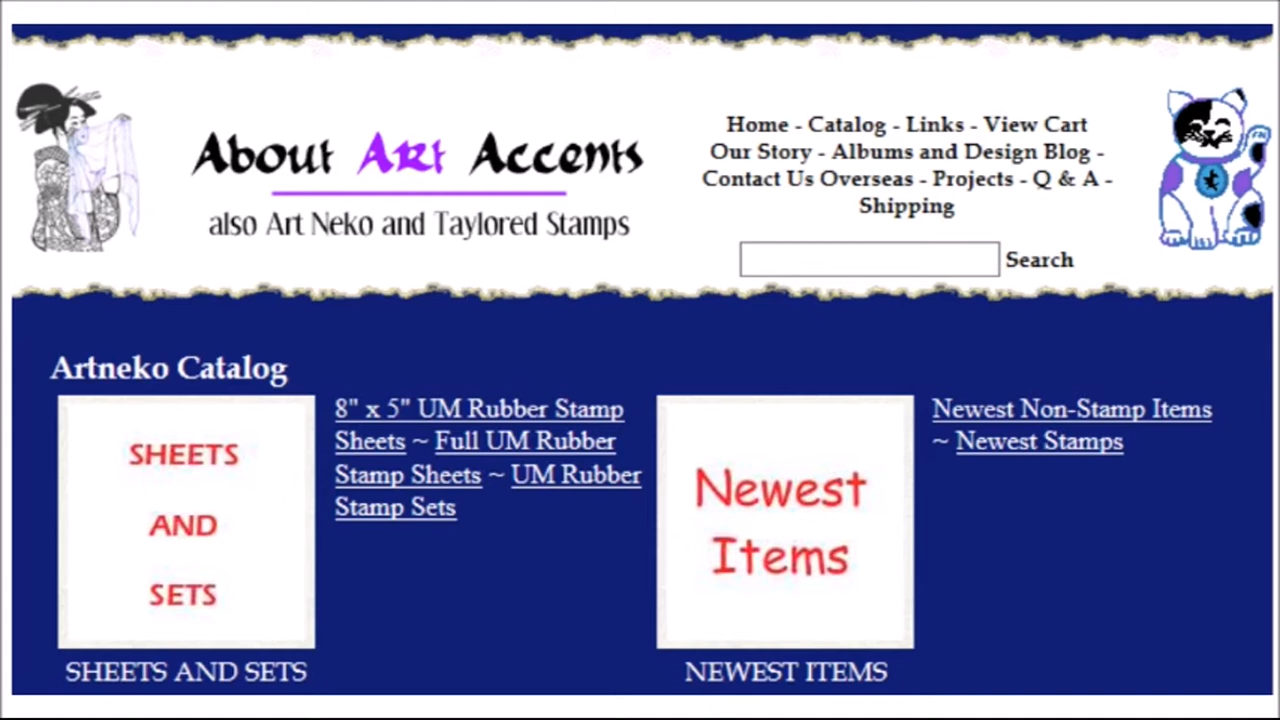 About Art Accents
also Art Neko and Taylored Stamps
Home - Catalog - Links - View Cart
Our Story - Albums and Design Blog -
Contact Us Overseas - Projects - Q & A -
Shipping
Search
Artneko Catalog
SHEETS
AND
SETS
SHEETS AND SETS
8" x 5" UM Rubber Stamp
Sheets ~ Full UM Rubber
Stamp Sheets ~ UM Rubber
Stamp Sets
Newest
Items
NEWEST ITEMS
Newest Non-Stamp Items
~ Newest Stamps